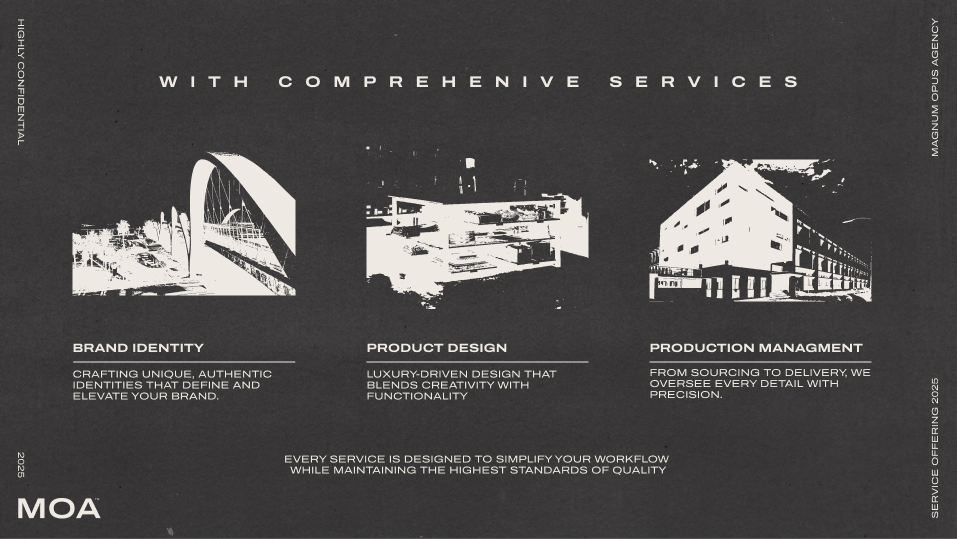 HIGHLY CONFIDENTIAL
MAGNUM OPUS AGENCY
WITH COMPREHENIVE SERVICES
BRAND IDENTITY
CRAFTING UNIQUE, AUTHENTIC
IDENTITIES THAT DEFINE AND
ELEVATE YOUR BRAND.
PRODUCT DESIGN
LUXURY-DRIVEN DESIGN THAT
BLENDS CREATIVITY WITH
FUNCTIONALITY
PRODUCTION MANAGMENT
FROM SOURCING TO DELIVERY, WE
OVERSEE EVERY DETAIL WITH
PRECISION.
EVERY SERVICE IS DESIGNED TO SIMPLIFY YOUR WORKFLOW
WHILE MAINTAINING THE HIGHEST STANDARDS OF QUALITY
2025
MOA™
SERVICE OFFERING 2025